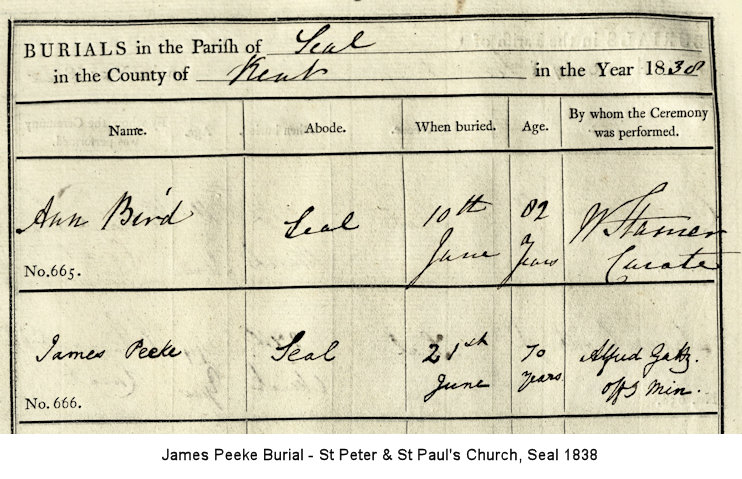 BURIALS in the Pariſh of Seal
in the County of Kent in the Year 1838
Name. Abode. When buried. Age. By whom the Ceremony was performed.
Ann Bird Seal 10th June 82 Years Curate
No. 665.
James Peeke Seal 21st June 70 years Alfred offg Min.
No. 666.
James Peeke Burial - St Peter & St Paul's Church, Seal 1838